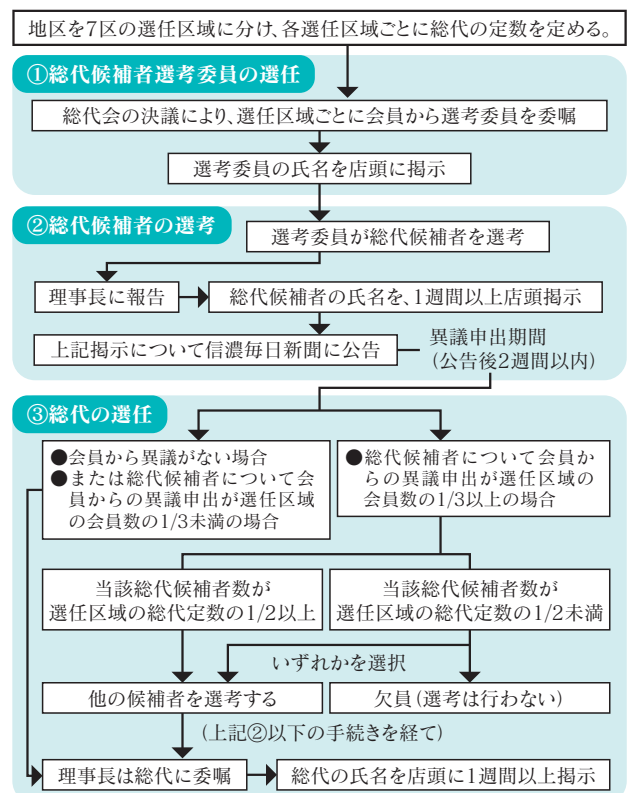 地区を7区の選任区域に分け、各選任区域ごとに総代の定数を定める。
①総代候補者選考委員の選任
総代会の決議により、選任区域ごとに会員から選考委員を委嘱
選考委員の氏名を店頭に掲示
②総代候補者の選考
選考委員が総代候補者を選考
理事長に報告
総代候補者の氏名を、1週間以上店頭掲示
上記掲示について信濃毎日新聞に公告
異議申出期間
(公告後2週間以内)
③総代の選任
●会員から異議がない場合
●または総代候補者について会
員からの異議申出が選任区域
の会員数の1/3未満の場合
●総代候補者について会員か
らの異議申出が選任区域の
会員数の1/3以上の場合
当該総代候補者数が
選任区域の総代定数の1/2以上
当該総代候補者数が
選任区域の総代定数の1/2未満
いずれかを選択
他の候補者を選考する
欠員(選考は行わない)
(上記②以下の手続きを経て)
理事長は総代に委嘱
総代の氏名を店頭に1週間以上掲示